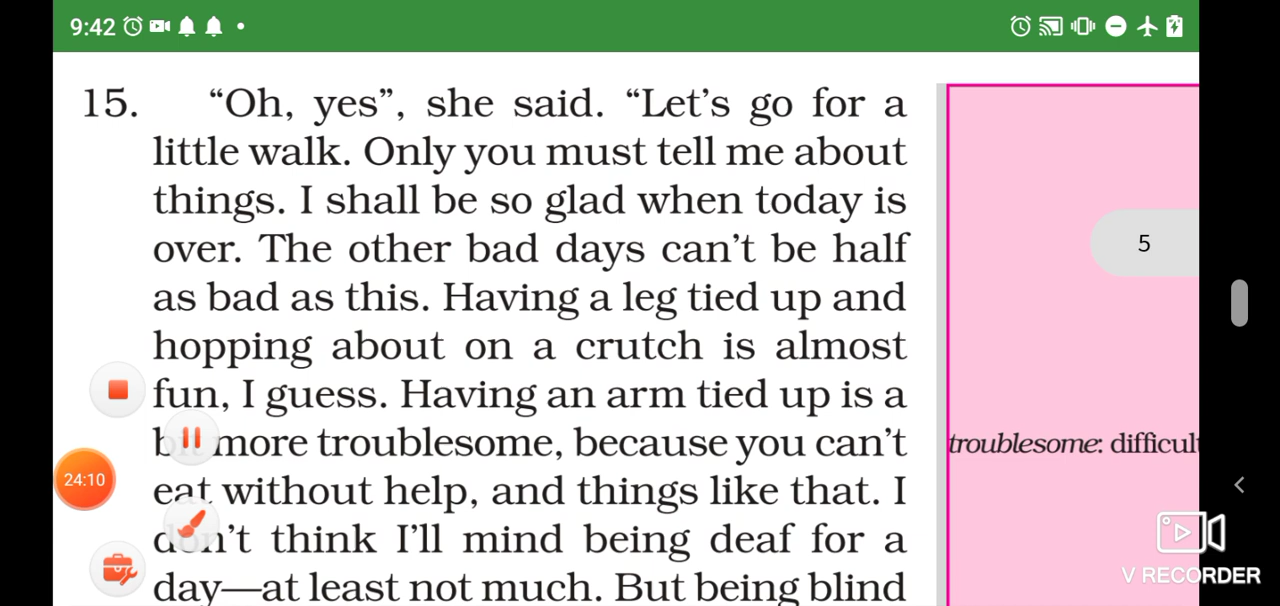 9:42
15. “Oh, yes”, she said. “Let’s go for a
little walk. Only you must tell me about
things. I shall be so glad when today is
over. The other bad days can’t be half
as bad as this. Having a leg tied up and
hopping about on a crutch is almost
fun, I guess. Having an arm tied up is a
bit more troublesome, because you can’t
eat without help, and things like that. I
don’t think I’ll mind being deaf for a
day—at least not much. But being blind
5
troublesome: difficult
24:10
V RECORDER